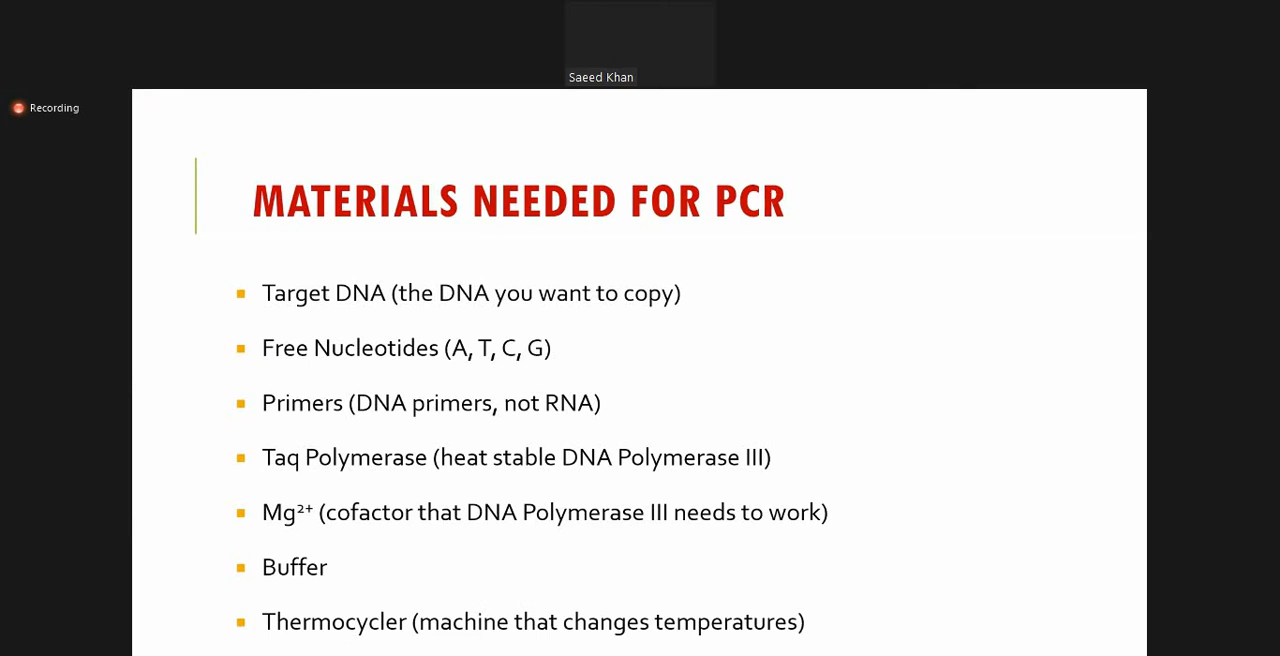 Saeed Khan
Recording
MATERIALS NEEDED FOR PCR
Target DNA (the DNA you want to copy)
Free Nucleotides (A, T, C, G)
Primers (DNA primers, not RNA)
Taq Polymerase (heat stable DNA Polymerase III)
Mg²⁺ (cofactor that DNA Polymerase III needs to work)
Buffer
Thermocycler (machine that changes temperatures)